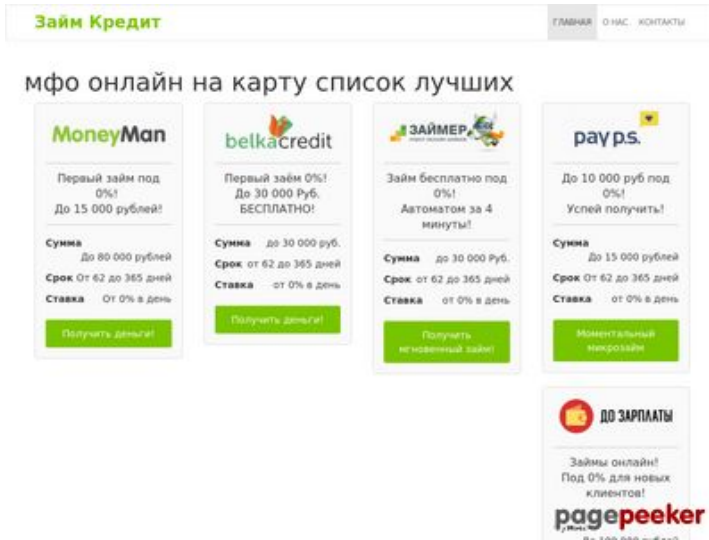 Займ Кредит
ГЛАВНАЯ О НАС КОНТАКТЫ
мфо онлайн на карту список лучших
MoneyMan
Первый займ под
0%!
До 15 000 рублей!
Сумма
До 80 000 рублей
Срок От 62 до 365 дней
Ставка От 0% в день
Получить деньги!
belkacredit
Первый заём 0%!
До 30 000 Руб.
БЕСПЛАТНО!
Сумма до 30 000 руб.
Срок от 62 до 365 дней
Ставка от 0% в день
Получить деньги!
ЗАЙМЕР
Займ бесплатно под
0%!
Автоматом за 4
минуты!
Сумма до 30 000 Руб.
Срок от 62 до 365 дней
Ставка от 0% в день
Получить
мгновенный займ!
pay p.s.
До 10 000 руб под
0%!
Успей получить!
Сумма
До 15 000 рублей
Срок От 62 до 365 дней
Ставка от 0% в день
Моментальный
микрозайм
ДО ЗАРПЛАТЫ
Займы онлайн!
Под 0% для новых
клиентов!
pagepeeker
До 100 000 рублей